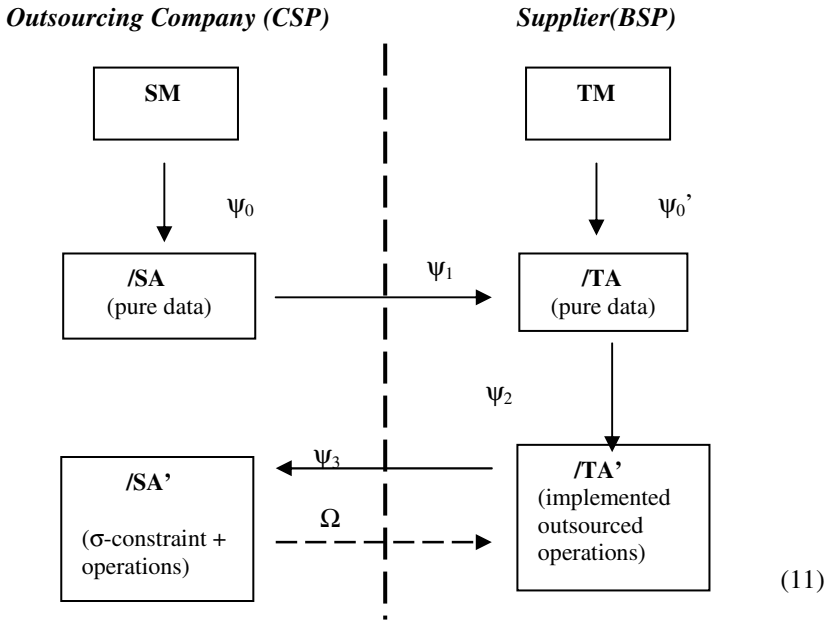 Outsourcing Company (CSP)
Supplier(BSP)
SM
TM
ψ0
ψ0’
/SA
(pure data)
ψ1
/TA
(pure data)
ψ2
ψ3
/SA’
(σ-constraint +
operations)
Ω
/TA’
(implemented
outsourced
operations)
(11)